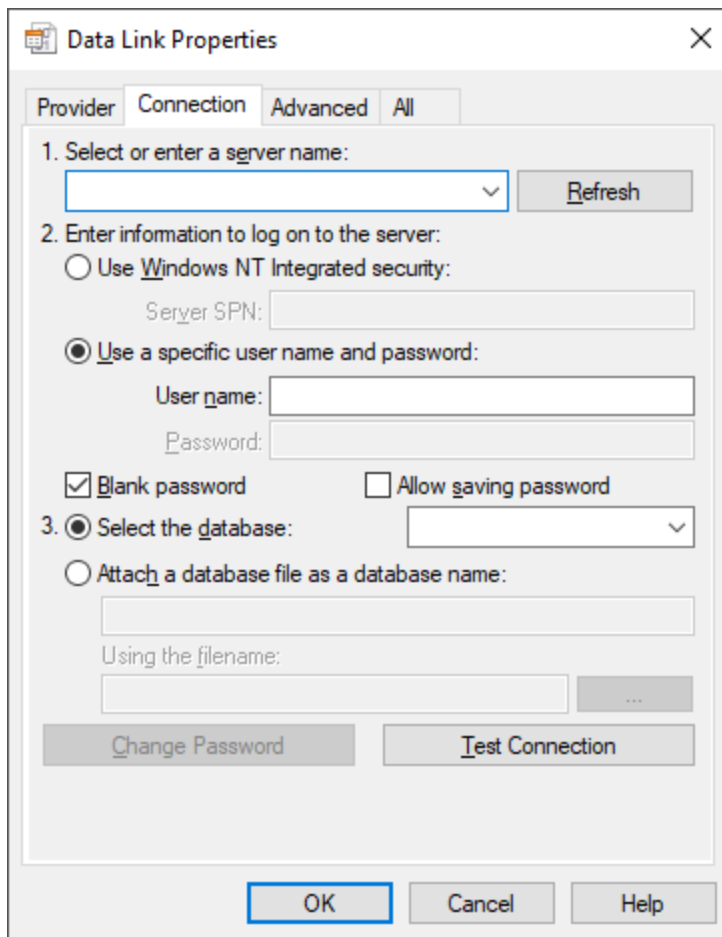 Data Link Properties
Provider Connection Advanced All
1. Select or enter a server name:
Refresh
2. Enter information to log on to the server:
Use Windows NT Integrated security:
Server SPN:
Use a specific user name and password:
User name:
Password:
Blank password Allow saving password
3. Select the database:
Attach a database file as a database name:
Using the filename:
...
Change Password Test Connection
OK Cancel Help